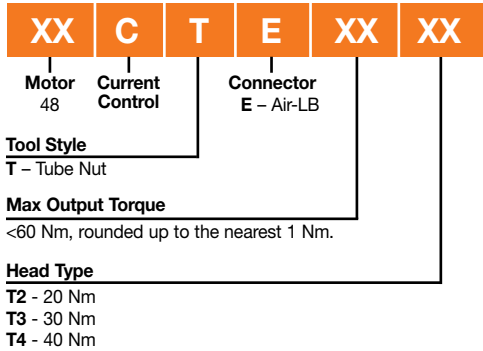 XX C T E XX XX
Motor Current Connector
48 Control E – Air-LB
Tool Style
T – Tube Nut
Max Output Torque
<60 Nm, rounded up to the nearest 1 Nm.
Head Type
T2 - 20 Nm
T3 - 30 Nm
T4 - 40 Nm